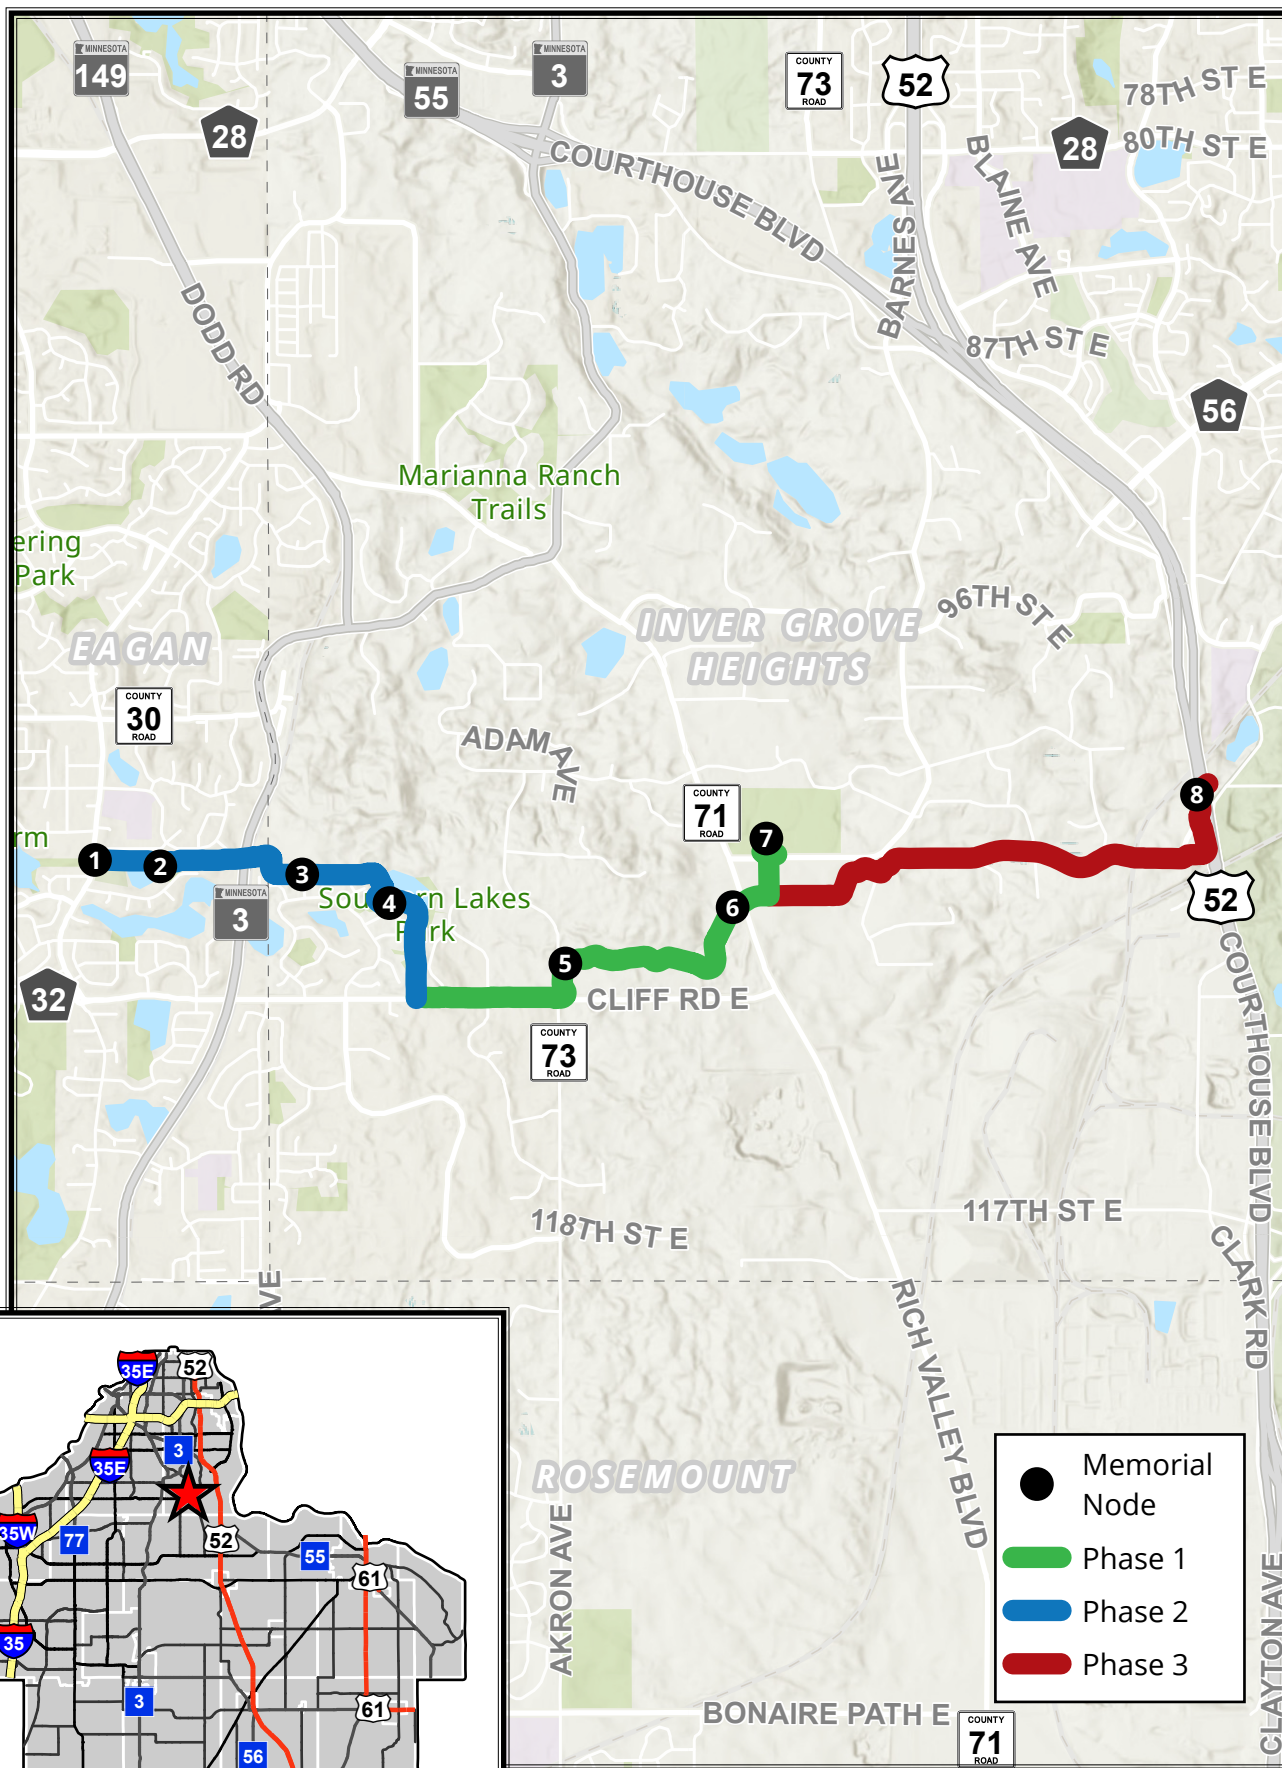 MINNESOTA
149
MINNESOTA
55
MINNESOTA
3
COUNTY
73
ROAD
52
78TH ST E
28
28
80TH ST E
COURTHOUSE BLVD
BARNES AVE
BLAINE AVE
DODD RD
87TH ST E
56
Marianna Ranch
Trails
ering
Park
96TH ST E
INVER GROVE
HEIGHTS
EAGAN
COUNTY
30
ROAD
ADAM AVE
COUNTY
71
ROAD
8
7
rm
1
2
3
4
Southern Lakes
Park
MINNESOTA
3
6
52
5
32
CLIFF RD E
COUNTY
73
ROAD
COURTHOUSE BLVD
118TH ST E
117TH ST E
CLARK RD
VE
RICH VALLEY BLVD
35E
52
3
35E
35W
77
52
55
61
35
3
61
56
ROSEMOUNT
AKRON AVE
Memorial
Node
Phase 1
Phase 2
Phase 3
CLAYTON AVE
BONAIRE PATH E
COUNTY
71
ROAD